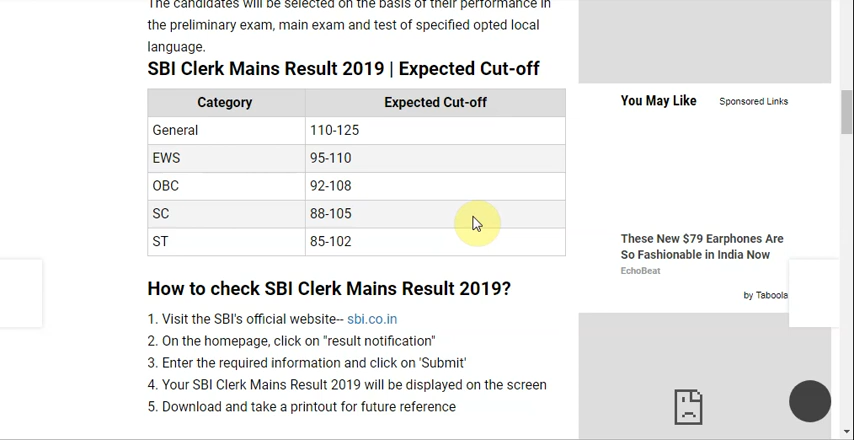 The candidates will be selected on the basis of their performance in
the preliminary exam, main exam and test of specified opted local
language.
SBI Clerk Mains Result 2019 | Expected Cut-off
Category Expected Cut-off
General 110-125
EWS 95-110
OBC 92-108
SC 88-105
ST 85-102
How to check SBI Clerk Mains Result 2019?
1. Visit the SBI's official website-- sbi.co.in
2. On the homepage, click on "result notification"
3. Enter the required information and click on 'Submit'
4. Your SBI Clerk Mains Result 2019 will be displayed on the screen
5. Download and take a printout for future reference
You May Like Sponsored Links
These New $79 Earphones Are
So Fashionable in India Now
EchoBeat
by Taboola